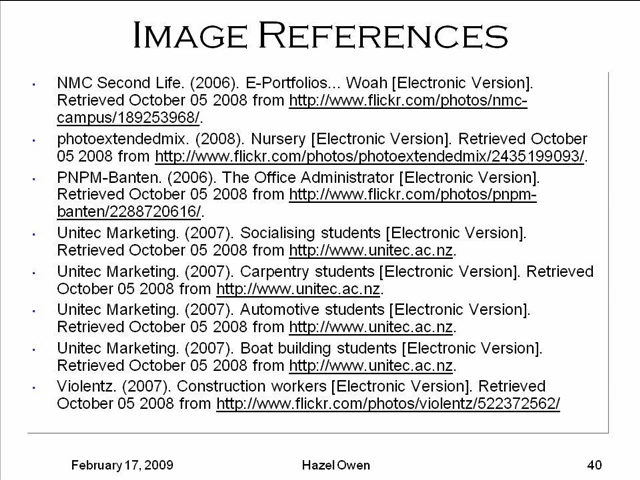 IMAGE REFERENCES
• NMC Second Life. (2006). E-Portfolios... Woah [Electronic Version].
Retrieved October 05 2008 from http://www.flickr.com/photos/nmc-
campus/189253968/.
• photoextendedmix. (2008). Nursery [Electronic Version]. Retrieved October
05 2008 from http://www.flickr.com/photos/photoextendedmix/2435199093/.
• PNPM-Banten. (2006). The Office Administrator [Electronic Version].
Retrieved October 05 2008 from http://www.flickr.com/photos/pnpm-
banten/2288720616/.
• Unitec Marketing. (2007). Socialising students [Electronic Version].
Retrieved October 05 2008 from http://www.unitec.ac.nz.
• Unitec Marketing. (2007). Carpentry students [Electronic Version]. Retrieved
October 05 2008 from http://www.unitec.ac.nz.
• Unitec Marketing. (2007). Automotive students [Electronic Version].
Retrieved October 05 2008 from http://www.unitec.ac.nz.
• Unitec Marketing. (2007). Boat building students [Electronic Version].
Retrieved October 05 2008 from http://www.unitec.ac.nz.
• Violentz. (2007). Construction workers [Electronic Version]. Retrieved
October 05 2008 from http://www.flickr.com/photos/violentz/522372562/
February 17, 2009 Hazel Owen 40